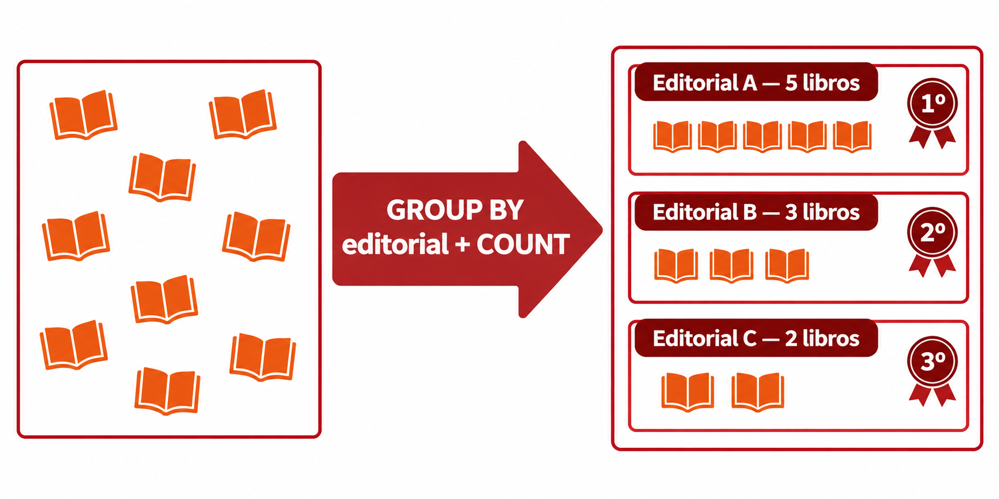 GROUP BY
editorial + COUNT
Editorial A — 5 libros
1º
Editorial B — 3 libros
2º
Editorial C — 2 libros
3º